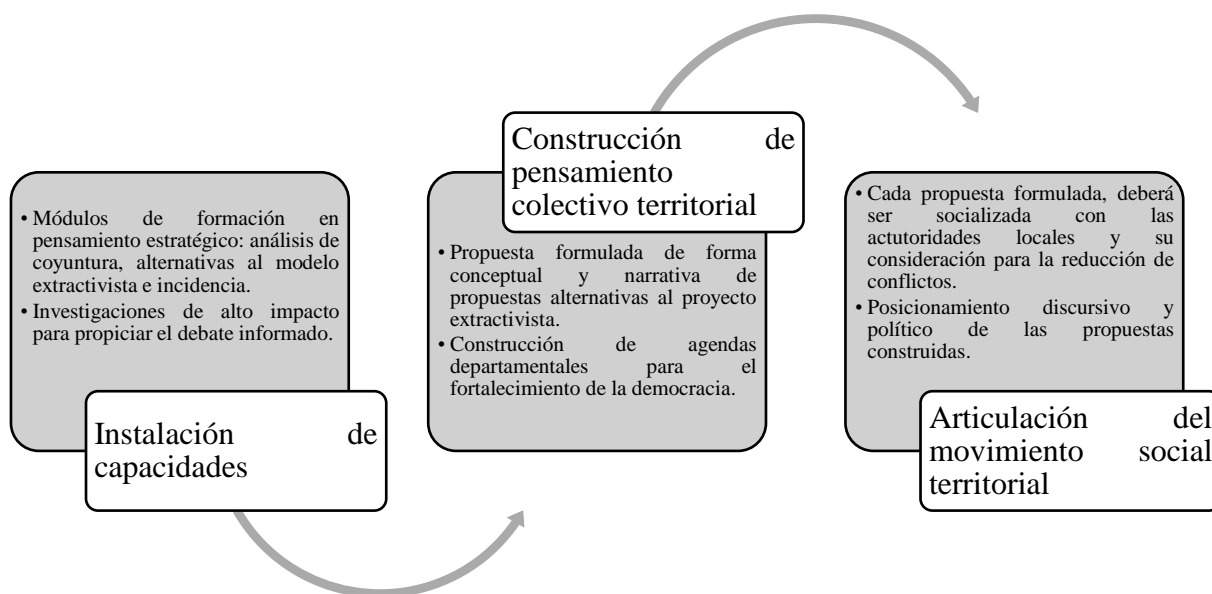 • Módulos de formación en
pensamiento estratégico: análisis de
coyuntura, alternativas al modelo
extractivista e incidencia.
• Investigaciones de alto impacto
para propiciar el debate informado.
Instalación de
capacidades
Construcción de
pensamiento
colectivo territorial
• Propuesta formulada de forma
conceptual y narrativa de
propuestas alternativas al proyecto
extractivista.
• Construcción de agendas
departamentales para el
fortalecimiento de la democracia.
• Cada propuesta formulada, deberá
ser socializada con las
actutoridades locales y su
consideración para la reducción de
conflictos.
• Posicionamiento discursivo y
político de las propuestas
construidas.
Articulación del
movimiento social
territorial